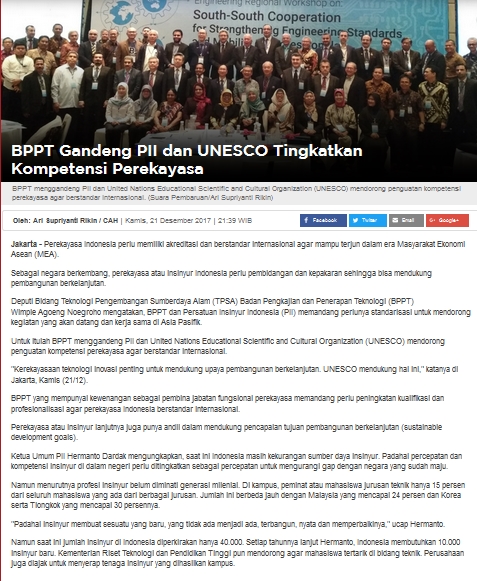 Engineering Regional Workshop on:
South-South Cooperation
for Strengthening Engineering Standards
BPPT Gandeng PII dan UNESCO Tingkatkan
Kompetensi Perekayasa
BPPT menggandeng PII dan United Nations Educational Scientific and Cultural Organization (UNESCO) mendorong penguatan kompetensi
perekayasa agar berstandar internasional. (Suara Pembaruan/Ari Supriyanti Rikin)
Oleh: Ari Supriyanti Rikin / CAH | Kamis, 21 Desember 2017 | 21:39 WIB
Facebook
Twitter
Email
Google+
Jakarta - Perekayasa Indonesia perlu memiliki akreditasi dan berstandar internasional agar mampu terjun dalam era Masyarakat Ekonomi
Asean (MEA).
Sebagai negara berkembang, perekayasa atau insinyur Indonesia perlu pembidangan dan kepakaran sehingga bisa mendukung
pembangunan berkelanjutan.
Deputi Bidang Teknologi Pengembangan Sumberdaya Alam (TPSA) Badan Pengkajian dan Penerapan Teknologi (BPPT)
Wimpie Agoeng Noegroho mengatakan, BPPT dan Persatuan Insinyur Indonesia (PII) memandang perlunya standarisasi untuk mendorong
kegiatan yang akan datang dan kerja sama di Asia Pasifik.
Untuk itulah BPPT menggandeng PII dan United Nations Educational Scientific and Cultural Organization (UNESCO) mendorong
penguatan kompetensi perekayasa agar berstandar internasional.
"Kerekayasaan teknologi inovasi penting untuk mendukung upaya pembangunan berkelanjutan. UNESCO mendukung hal ini," katanya di
Jakarta, Kamis (21/12).
BPPT yang mempunyai kewenangan sebagai pembina jabatan fungsional perekayasa memandang perlu peningkatan kualifikasi dan
profesionalisasi agar perekayasa Indonesia berstandar internasional.
Perekayasa atau insinyur lanjutnya juga punya andil dalam mendukung pencapaian tujuan pembangunan berkelanjutan (sustainable
development goals).
Ketua Umum PII Hermanto Dardak mengungkapkan, saat ini Indonesia masih kekurangan sumber daya insinyur. Padahal percepatan dan
kompetensi insinyur di dalam negeri perlu ditingkatkan sebagai percepatan untuk mengurangi gap dengan negara yang sudah maju.
Namun menurutnya profesi insinyur belum diminati generasi milenial. Di kampus, peminat atau mahasiswa jurusan teknik hanya 15 persen
dari seluruh mahasiswa yang ada dari berbagai jurusan. Jumlah ini berbeda jauh dengan Malaysia yang mencapai 24 persen dan Korea
serta Tiongkok yang mencapai 30 persennya.
"Padahal insinyur membuat sesuatu yang baru, yang tidak ada menjadi ada, terbangun, nyata dan memperbaikinya," ucap Hermanto.
Namun saat ini jumlah insinyur di Indonesia diperkirakan hanya 40.000. Setiap tahunnya lanjut Hermanto, Indonesia membutuhkan 10.000
insinyur baru. Kementerian Riset Teknologi dan Pendidikan Tinggi pun mendorong agar mahasiswa tertarik di bidang teknik. Perusahaan
juga diajak untuk menyerap tenaga insinyur yang dihasilkan kampus.